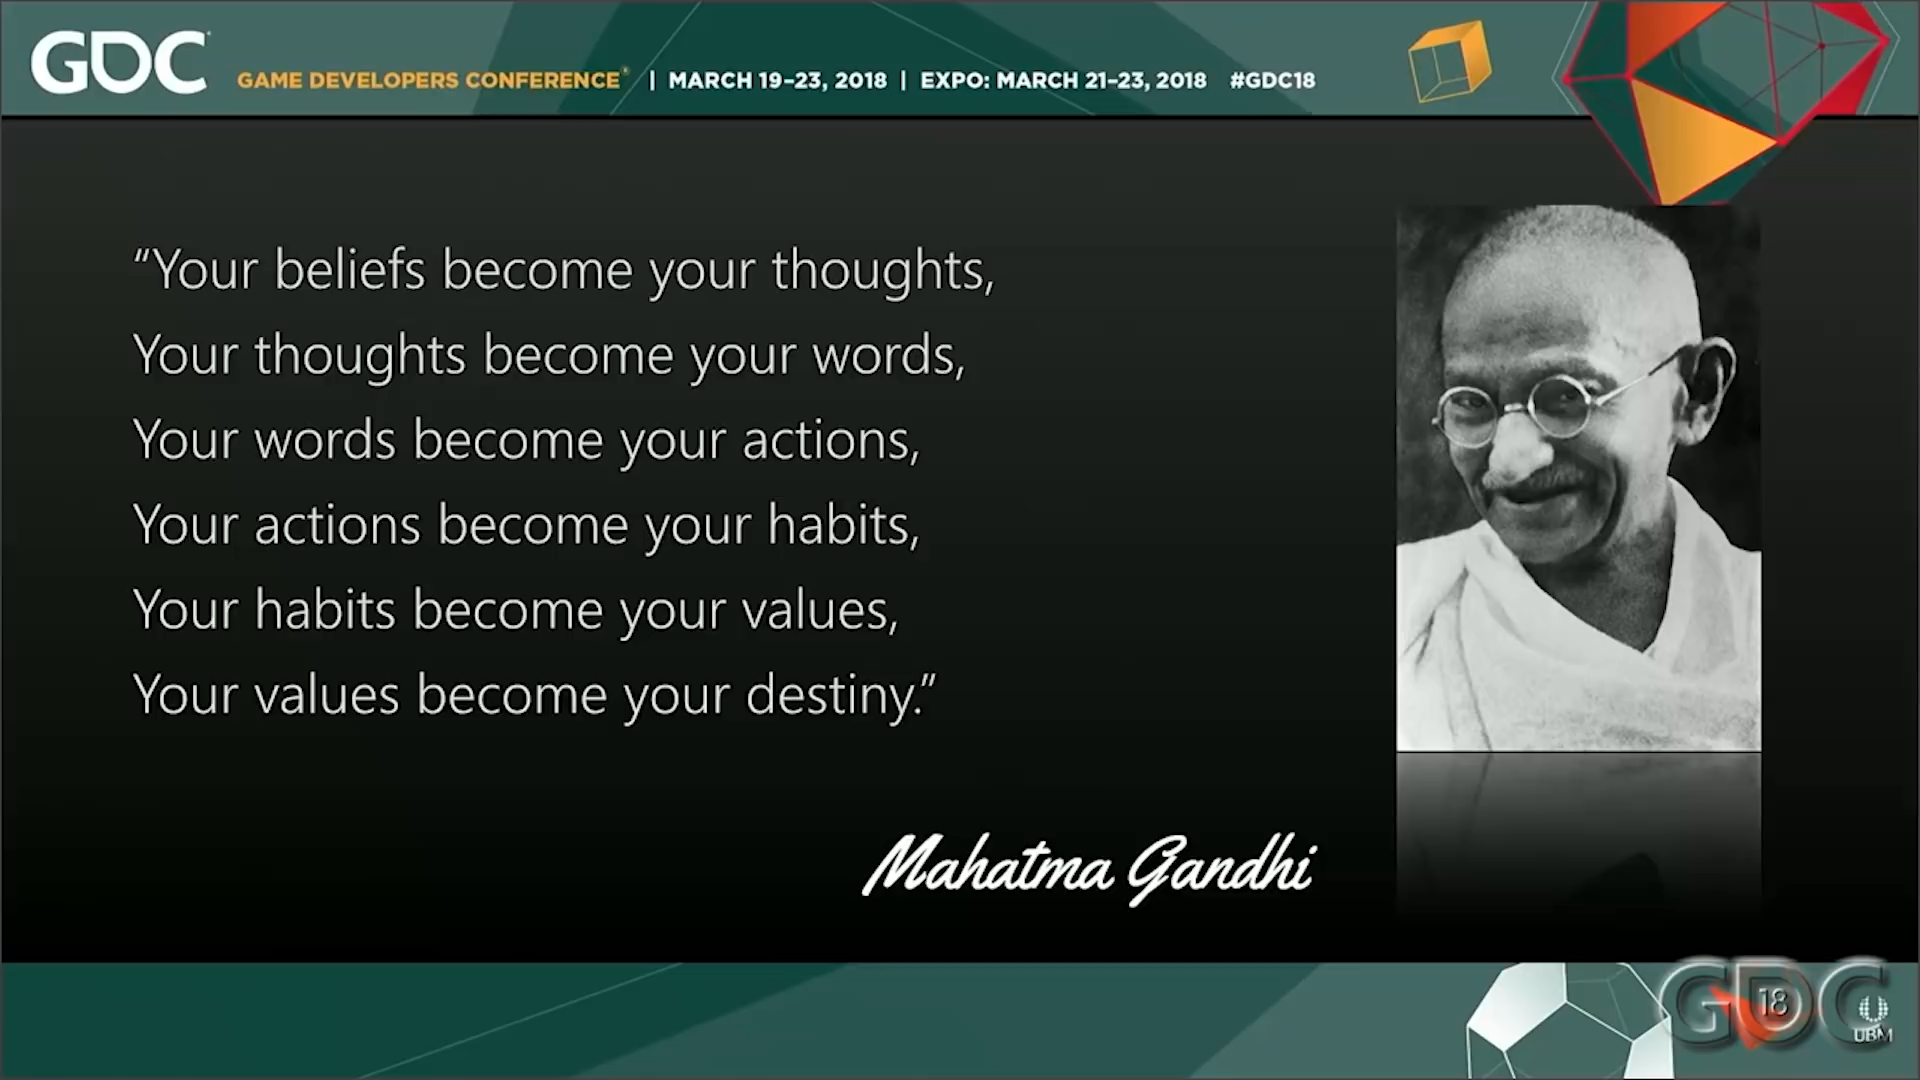 GDC
GAME DEVELOPERS CONFERENCE® | MARCH 19–23, 2018 | EXPO: MARCH 21–23, 2018 #GDC18
“Your beliefs become your thoughts,
Your thoughts become your words,
Your words become your actions,
Your actions become your habits,
Your habits become your values,
Your values become your destiny.”
Mahatma Gandhi
GDC
18
UBM